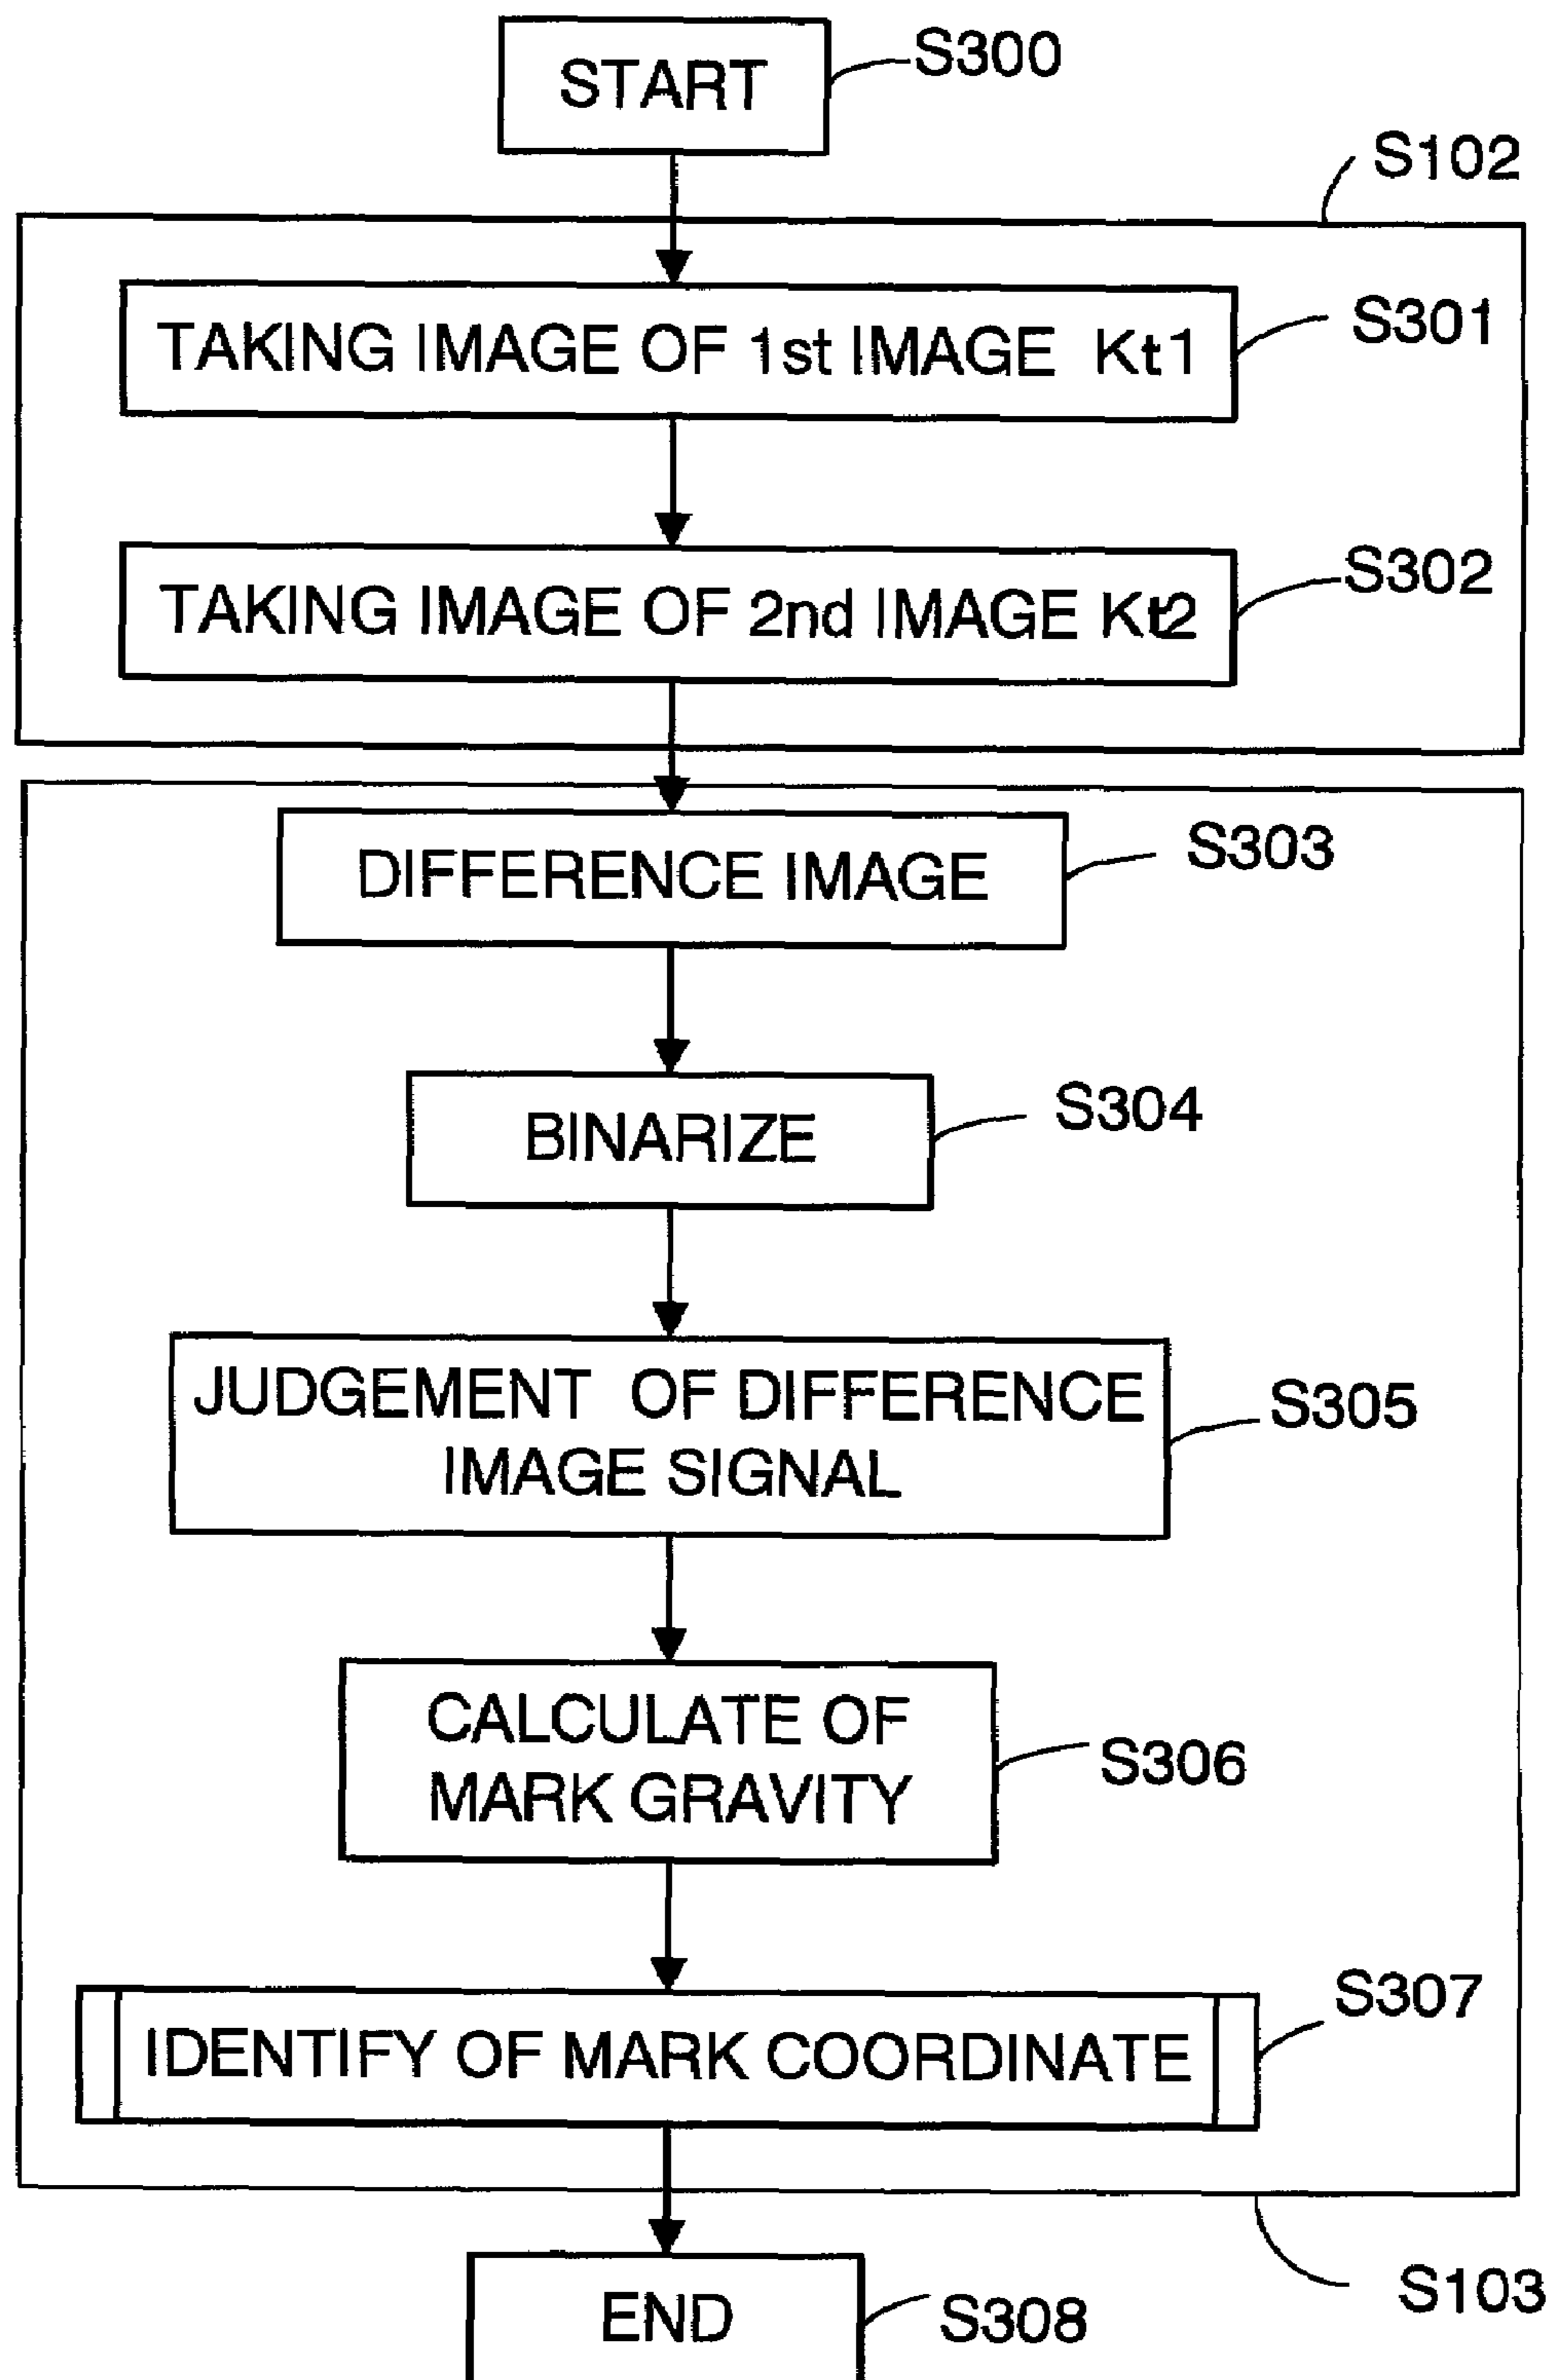 START
S300
S102
TAKING IMAGE OF 1st IMAGE Kt1
S301
TAKING IMAGE OF 2nd IMAGE Kt2
S302
DIFFERENCE IMAGE
S303
BINARIZE
S304
JUDGEMENT OF DIFFERENCE
IMAGE SIGNAL
S305
CALCULATE OF
MARK GRAVITY
S306
IDENTIFY OF MARK COORDINATE
S307
S103
END
S308